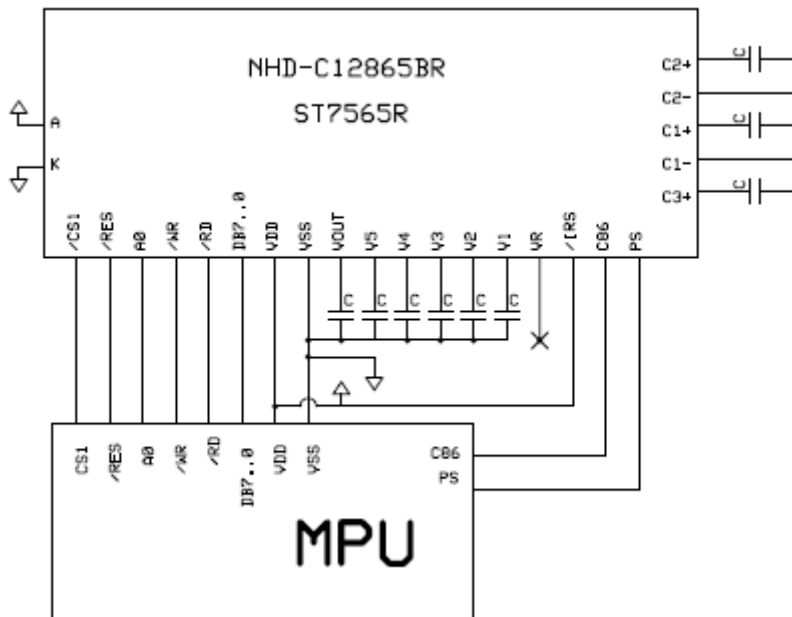 NHD-C12865BR
ST7565R
A
K
C2+
C2-
C1+
C1-
C3+
C
C
C
/CS1
/RES
A0
/WR
/RD
DB7..0
VDD
VSS
VOUT
V5
V4
V3
V2
V1
VR
/IRS
C86
PS
C
C
C
C
C
C
CS1
/RES
A0
/WR
/RD
DB7..0
VDD
VSS
C86
PS
MPU